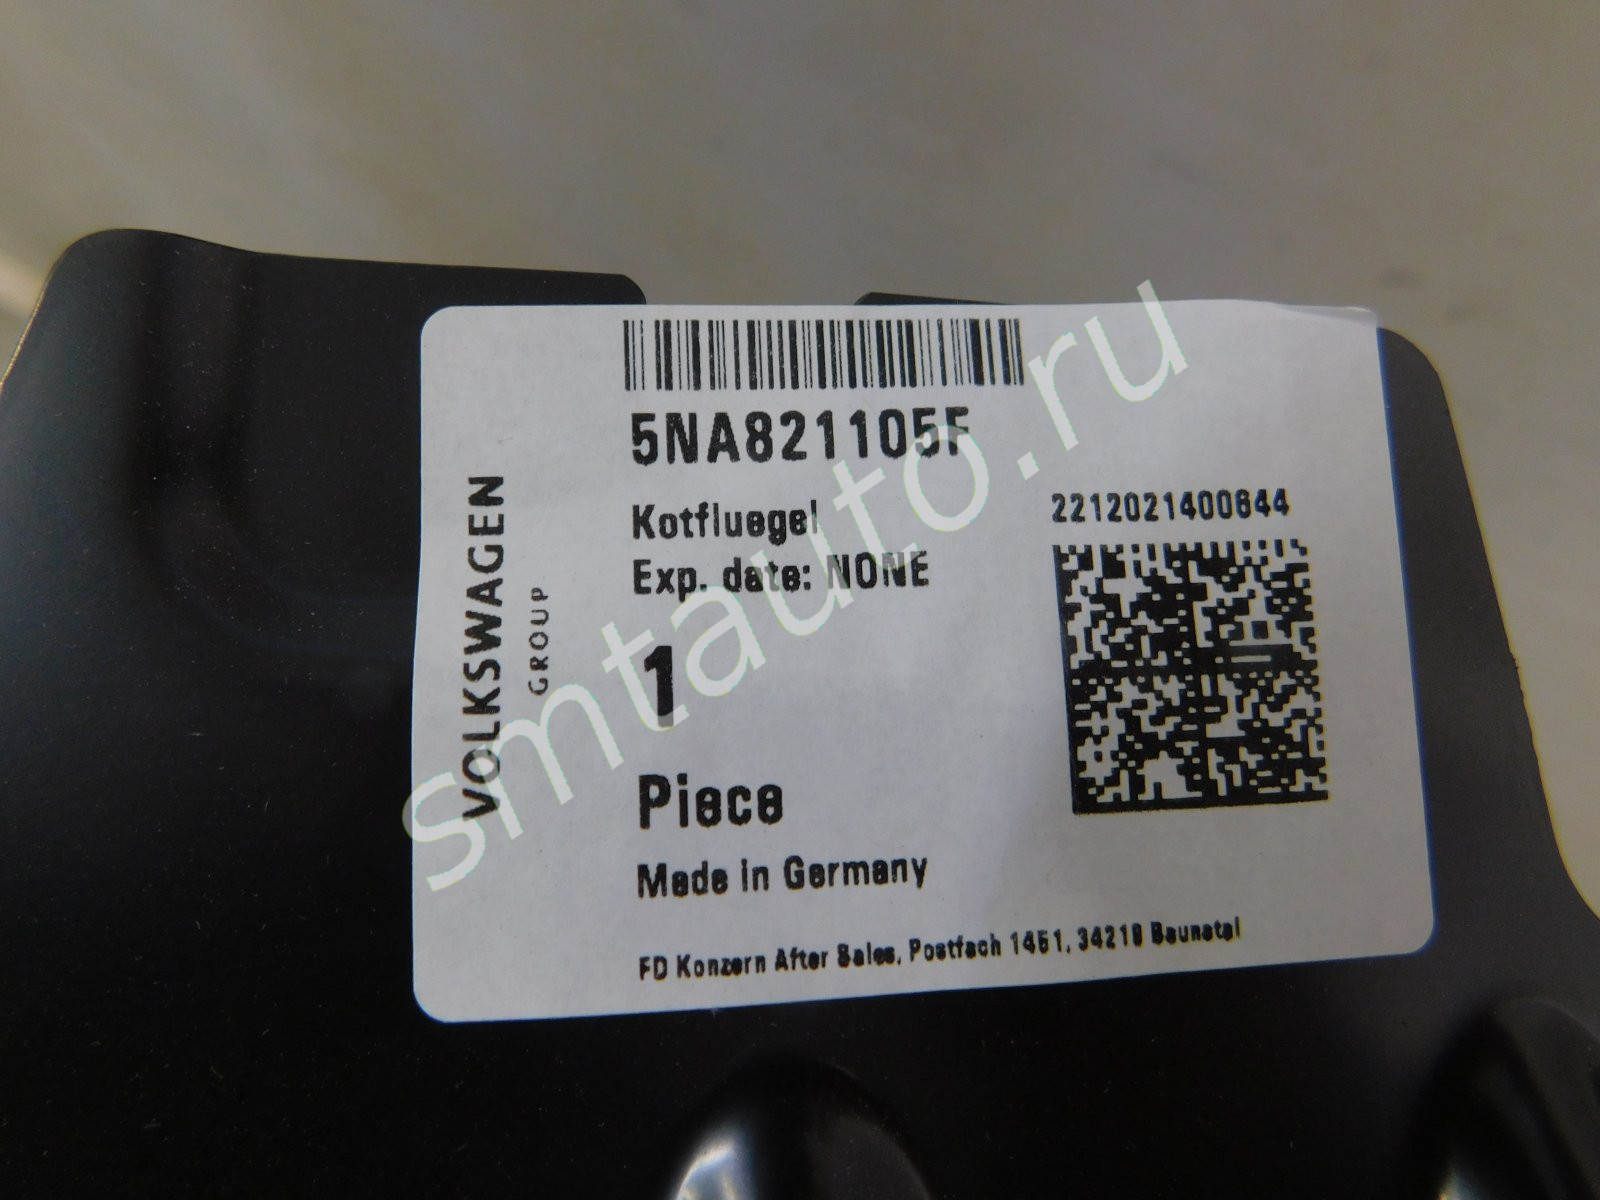 5NA821105F
Kotfluegel
Exp. date: NONE
1
Piece
Made in Germany
FD Konzern After Sales, Postfach 1451, 34219 Baunatal
2212021400644
VOLKSWAGEN
GROUP
smtauto.ru